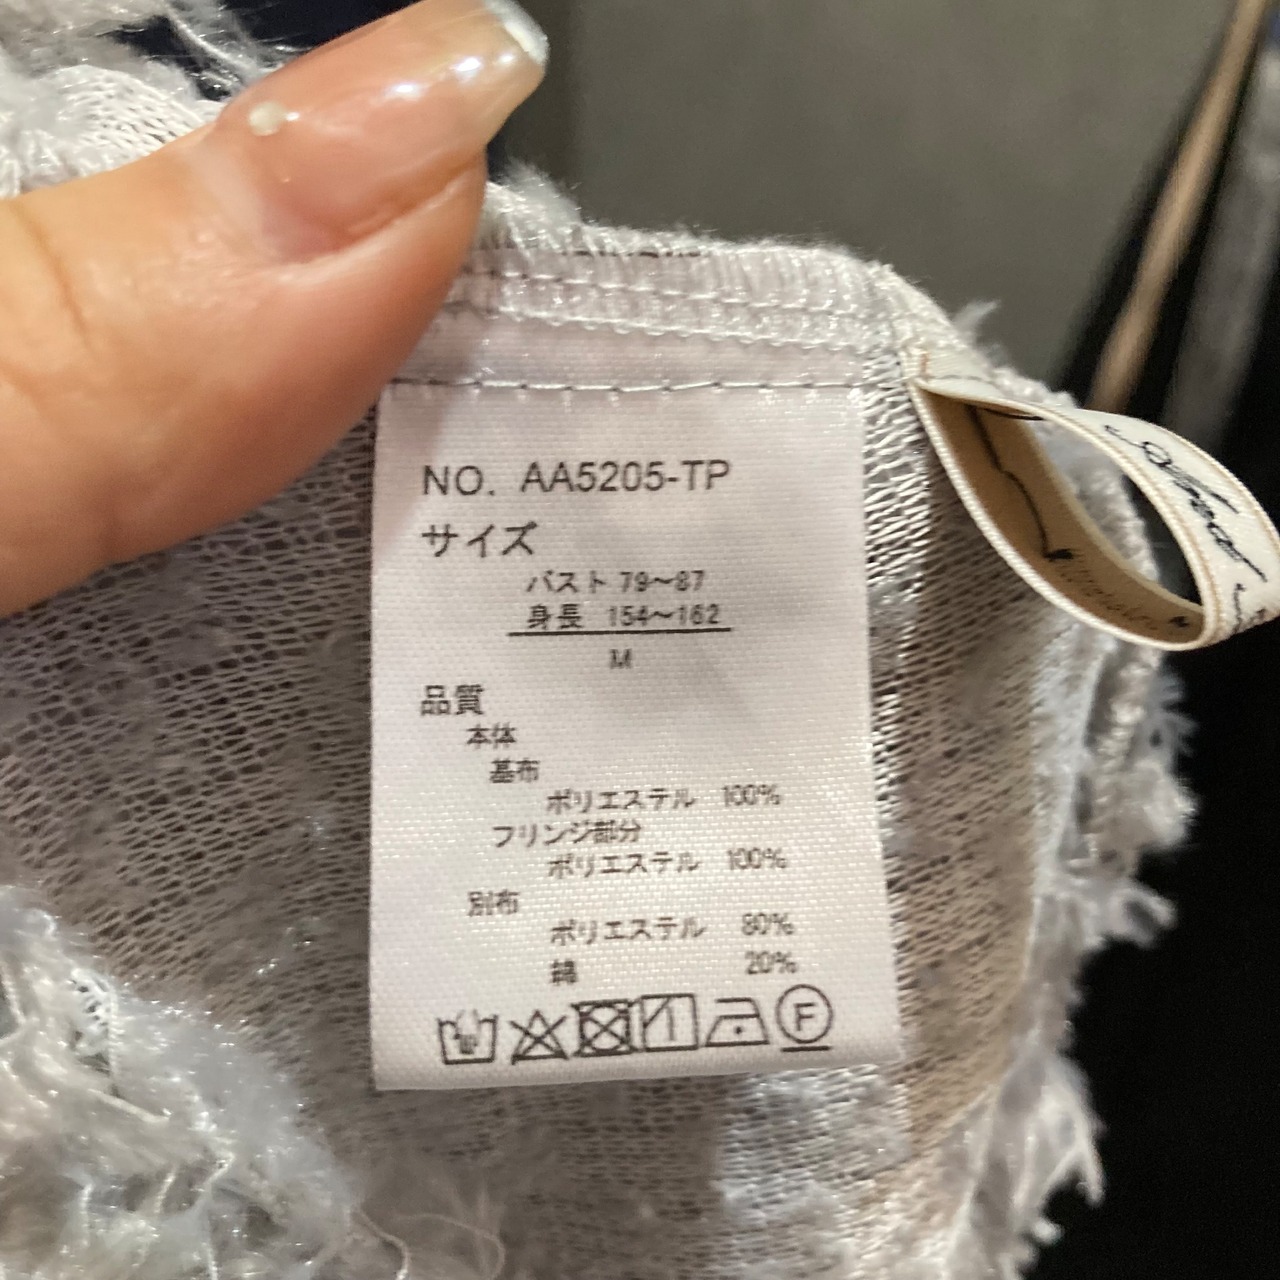 NO. AA5205-TP
サイズ
バスト 79～87
身長 154～162
M
品質
本体
基布
ポリエステル 100%
フリンジ部分
ポリエステル 100%
別布
ポリエステル 80%
綿 20%
F